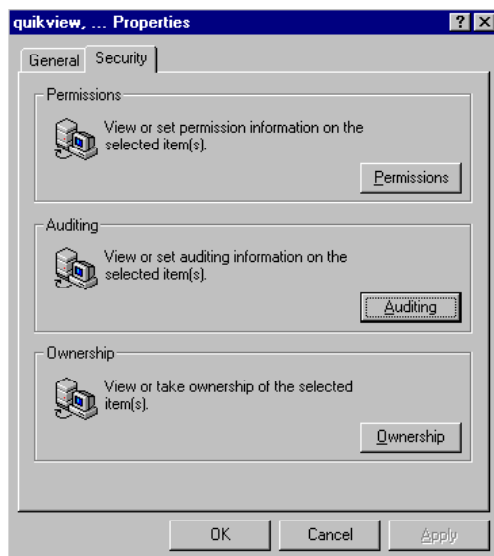 quikview, ... Properties
General Security
Permissions
View or set permission information on the
selected item(s).
Permissions
Auditing
View or set auditing information on the
selected item(s).
Auditing
Ownership
View or take ownership of the selected
item(s).
Ownership
OK Cancel Apply